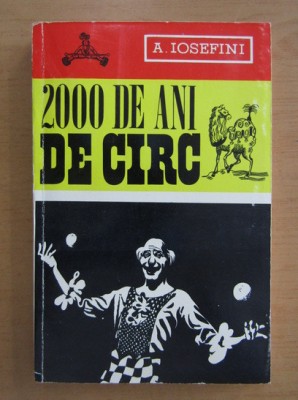 A. IOSEFINI
2000 DE ANI
DE CIRC